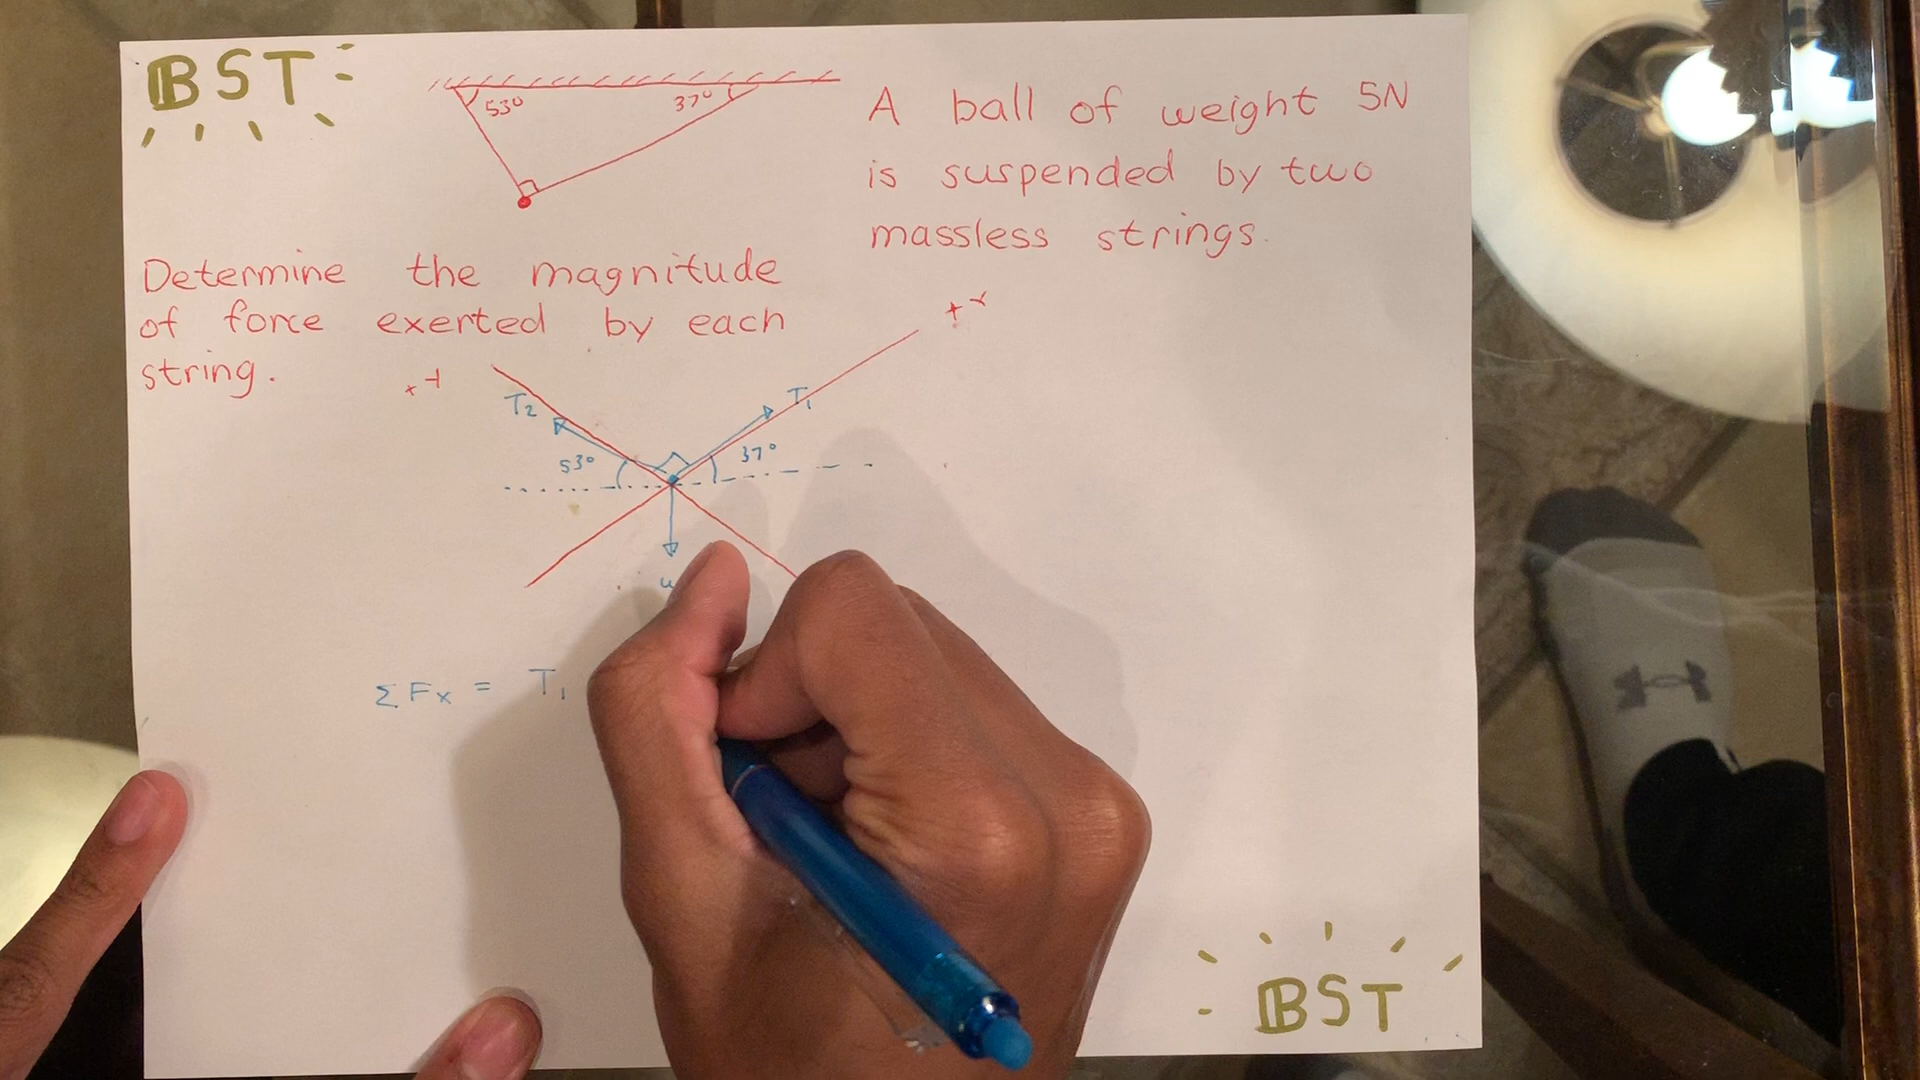 BST
53° 37°
A ball of weight 5N
is suspended by two
massless strings.
Determine the magnitude
of force exerted by each
string.
+x
+y
T₂ T₁
53° 37°
ΣFx = T₁
BST